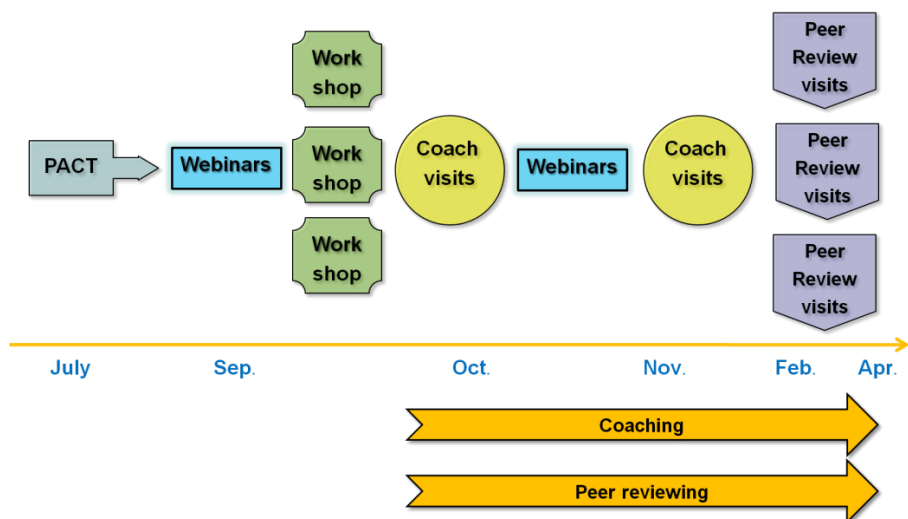 PACT
Webinars
Work
shop
Work
shop
Work
shop
Coach
visits
Webinars
Coach
visits
Peer
Review
visits
Peer
Review
visits
Peer
Review
visits
July
Sep.
Oct.
Nov.
Feb.
Apr.
Coaching
Peer reviewing